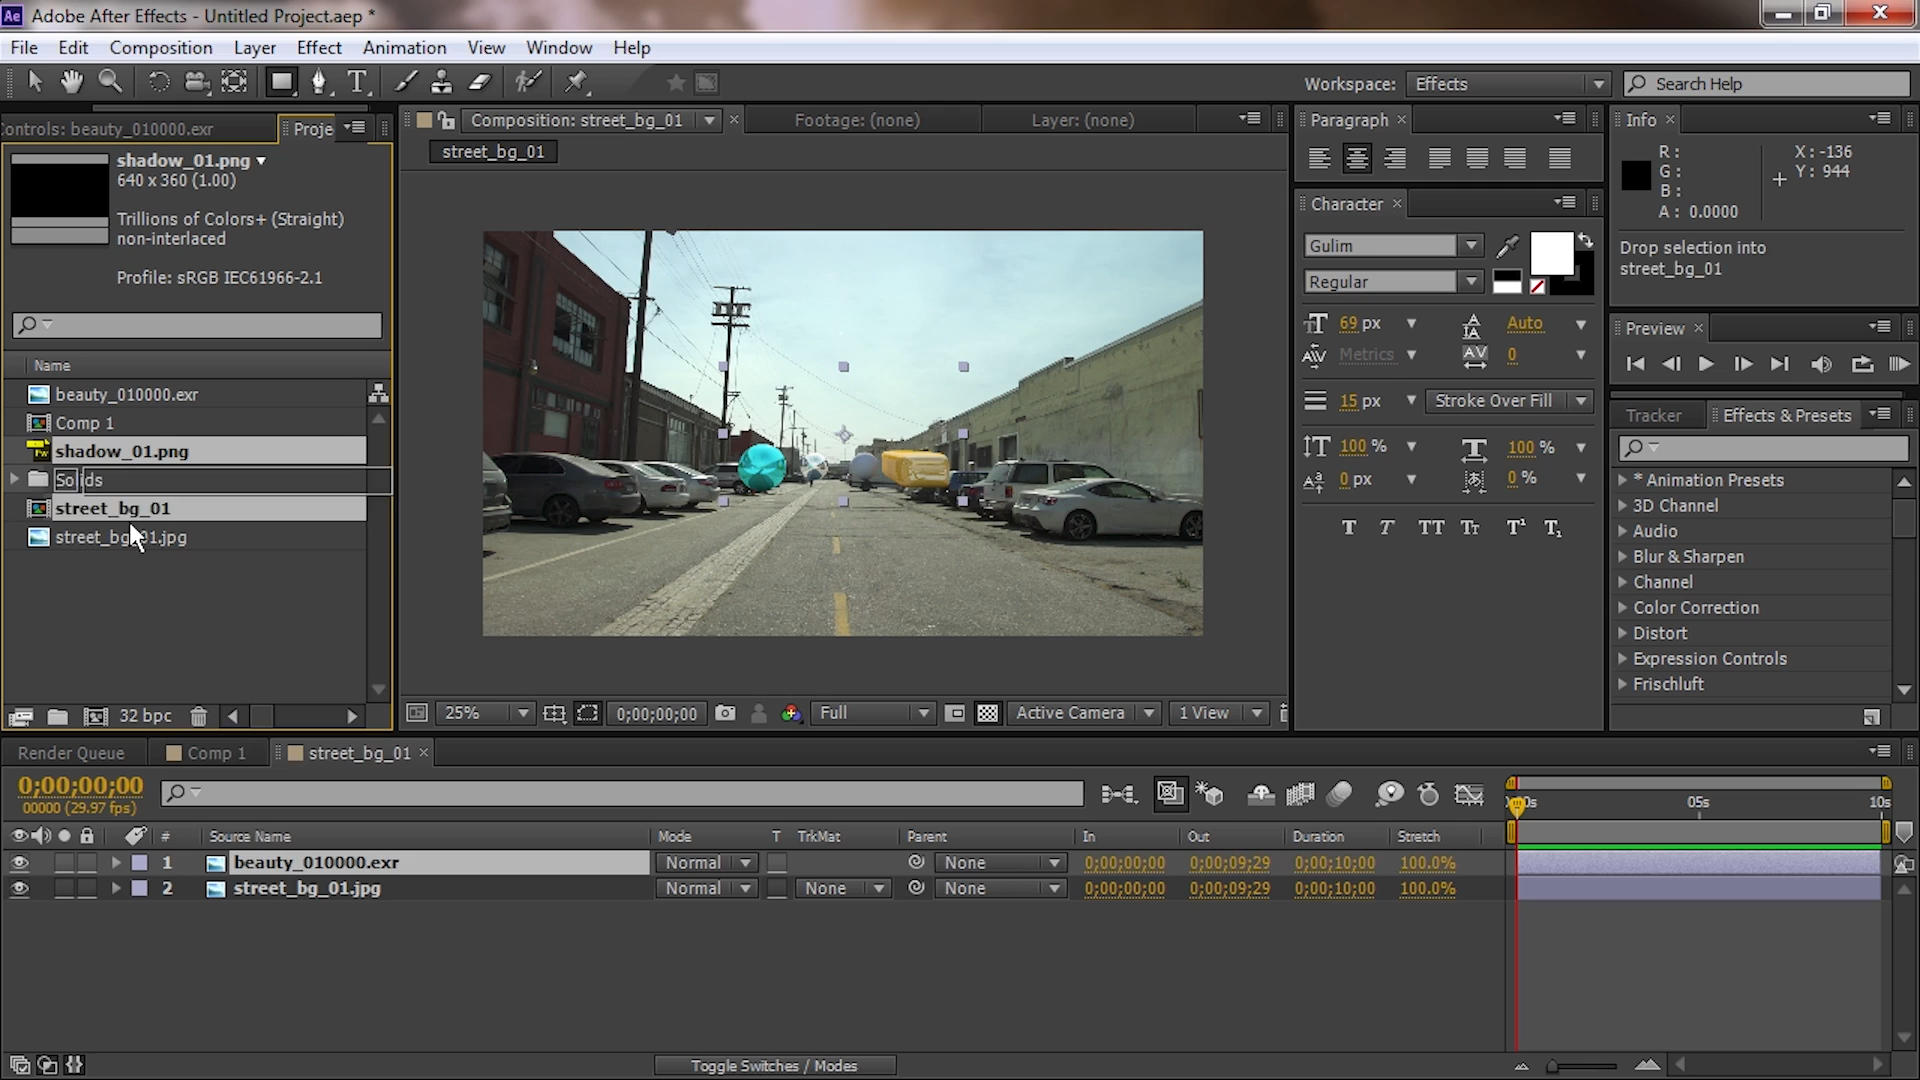 Ae Adobe After Effects - Untitled Project.aep *
File Edit Composition Layer Effect Animation View Window Help
Workspace: Effects
Search Help
ontrols: beauty_010000.exr
Proje
shadow_01.png
640 x 360 (1.00)
Trillions of Colors+ (Straight)
non-interlaced
Profile: sRGB IEC61966-2.1
Name
beauty_010000.exr
Comp 1
shadow_01.png
Solids
street_bg_01
street_bg_01.jpg
32 bpc
Composition: street_bg_01
Footage: (none)
Layer: (none)
street_bg_01
25%
0;00;00;00
Full
Active Camera
1 View
Paragraph
Character
Gulim
Regular
69 px
Auto
Metrics
0
15 px
Stroke Over Fill
100 %
100 %
0 px
0 %
T T TT Tт T¹ T₁
Info
R:
G:
B:
A: 0.0000
X: -136
Y: 944
Drop selection into
street_bg_01
Preview
Tracker
Effects & Presets
* Animation Presets
3D Channel
Audio
Blur & Sharpen
Channel
Color Correction
Distort
Expression Controls
Frischluft
Render Queue
Comp 1
street_bg_01
0;00;00;00
00000 (29.97 fps)
05s
10s
# Source Name Mode T TrkMat Parent In Out Duration Stretch
1 beauty_010000.exr Normal None 0;00;00;00 0;00;09;29 0;00;10;00 100.0%
2 street_bg_01.jpg Normal None None 0;00;00;00 0;00;09;29 0;00;10;00 100.0%
Toggle Switches / Modes